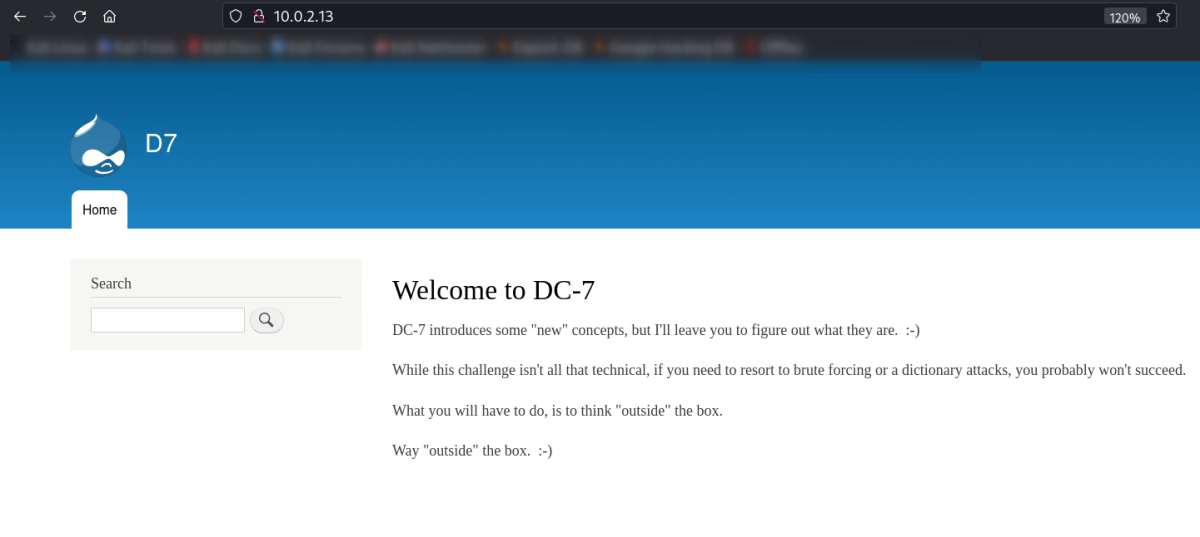 10.0.2.13
120%
D7
Home
Search
Welcome to DC-7
DC-7 introduces some "new" concepts, but I'll leave you to figure out what they are.  :-)
While this challenge isn't all that technical, if you need to resort to brute forcing or a dictionary attacks, you probably won't succeed.
What you will have to do, is to think "outside" the box.
Way "outside" the box.  :-)